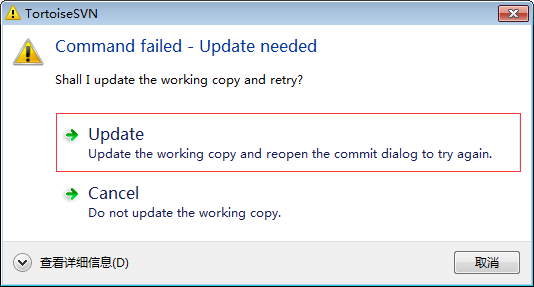 TortoiseSVN
Command failed - Update needed
Shall I update the working copy and retry?
Update
Update the working copy and reopen the commit dialog to try again.
Cancel
Do not update the working copy.
查看详细信息(D)
取消